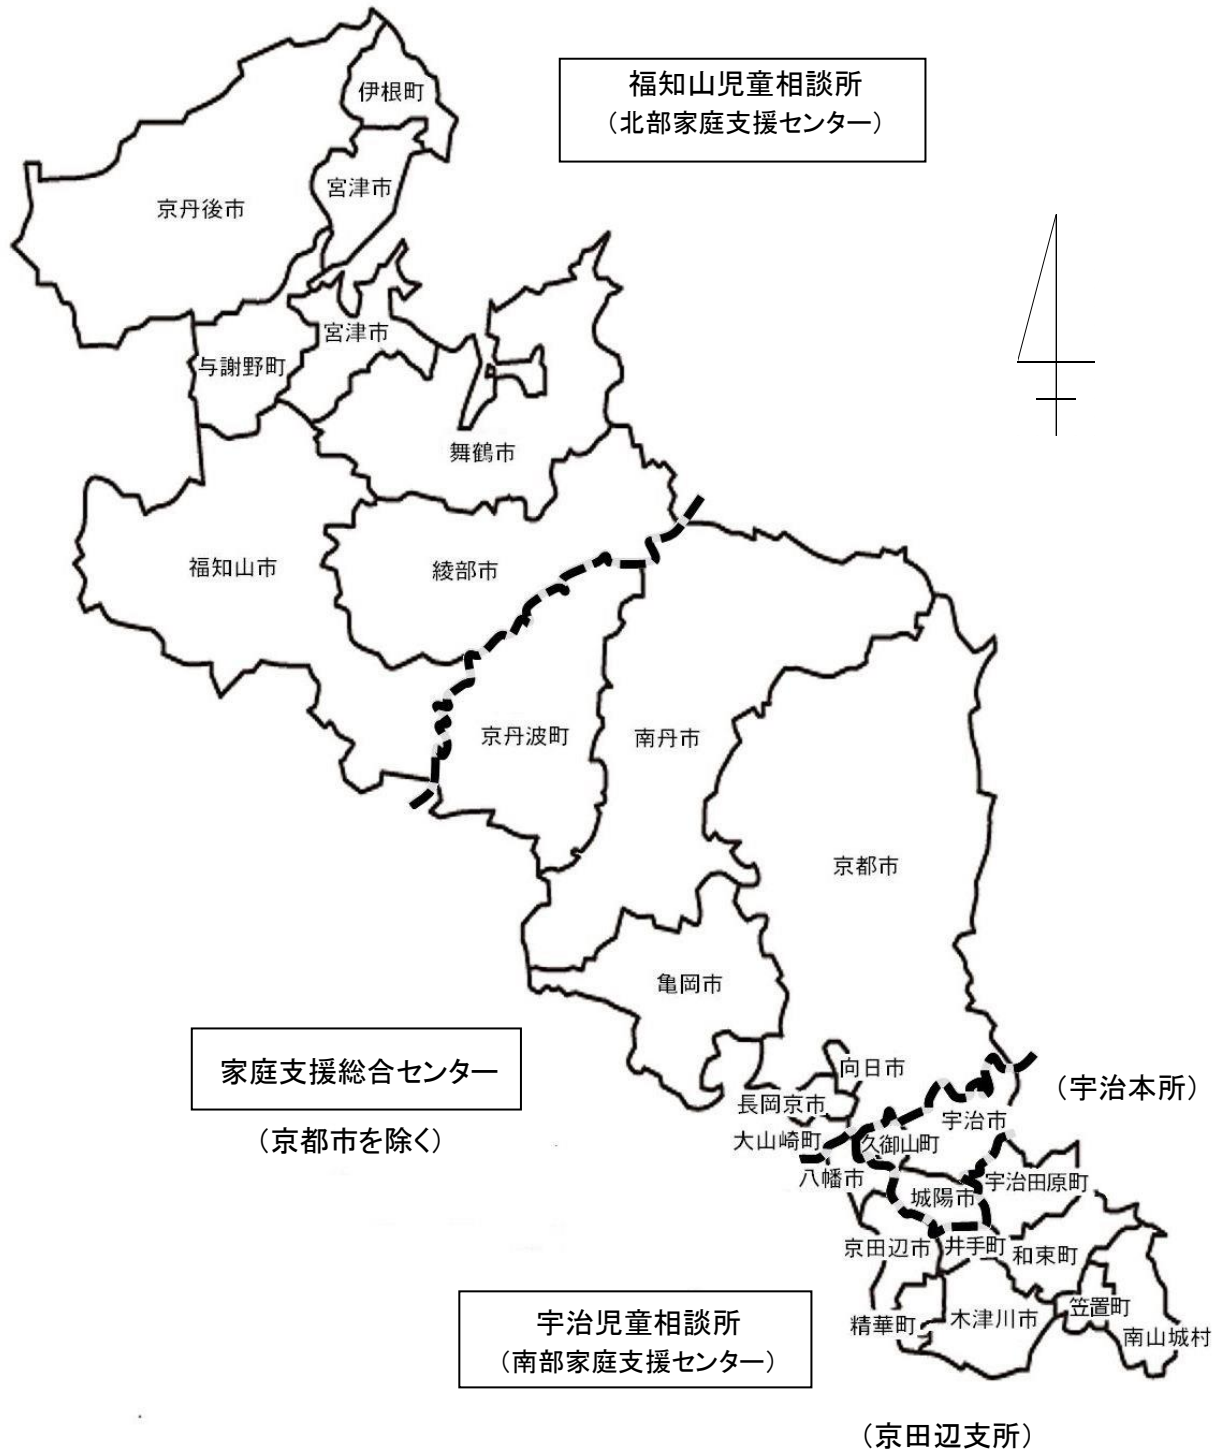 福知山児童相談所
（北部家庭支援センター）
伊根町
宮津市
京丹後市
宮津市
与謝野町
舞鶴市
福知山市
綾部市
京丹波町
南丹市
京都市
亀岡市
家庭支援総合センター
（京都市を除く）
向日市
（宇治本所）
長岡京市
宇治市
大山崎町
久御山町
八幡市
宇治田原町
城陽市
京田辺市
井手町
和束町
宇治児童相談所
（南部家庭支援センター）
精華町
木津川市
笠置町
南山城村
（京田辺支所）